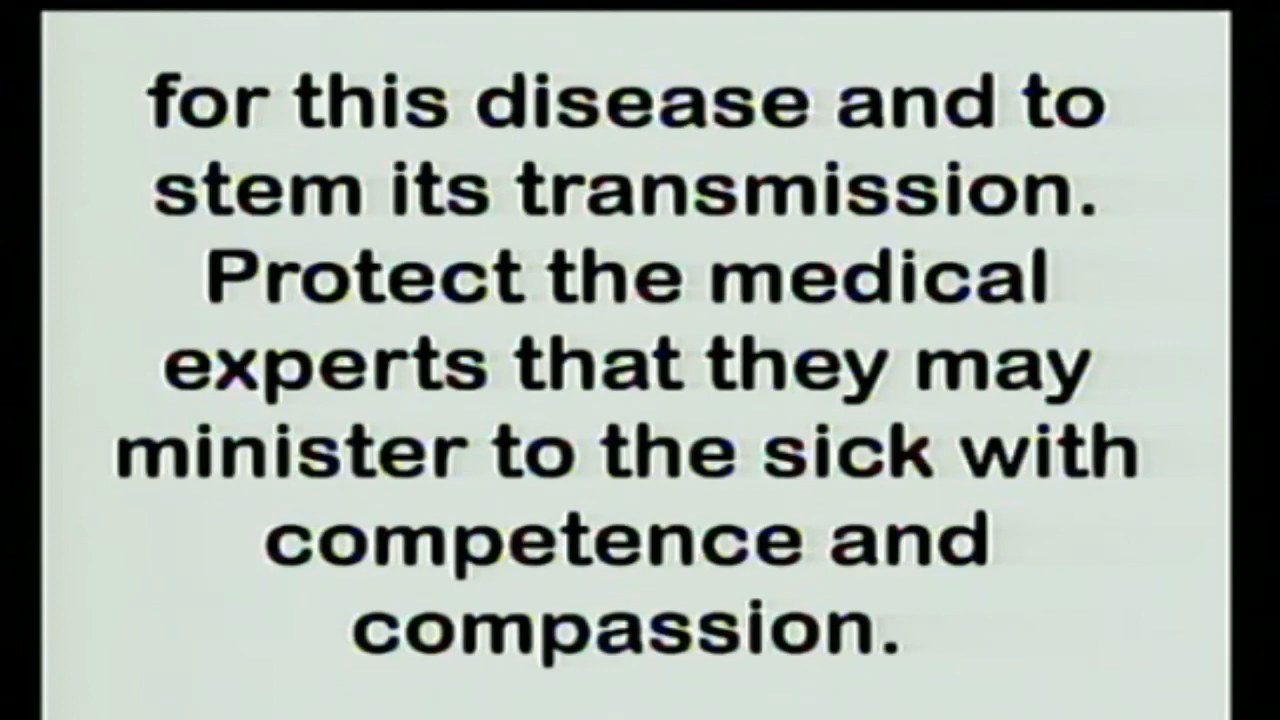 for this disease and to
stem its transmission.
Protect the medical
experts that they may
minister to the sick with
competence and
compassion.